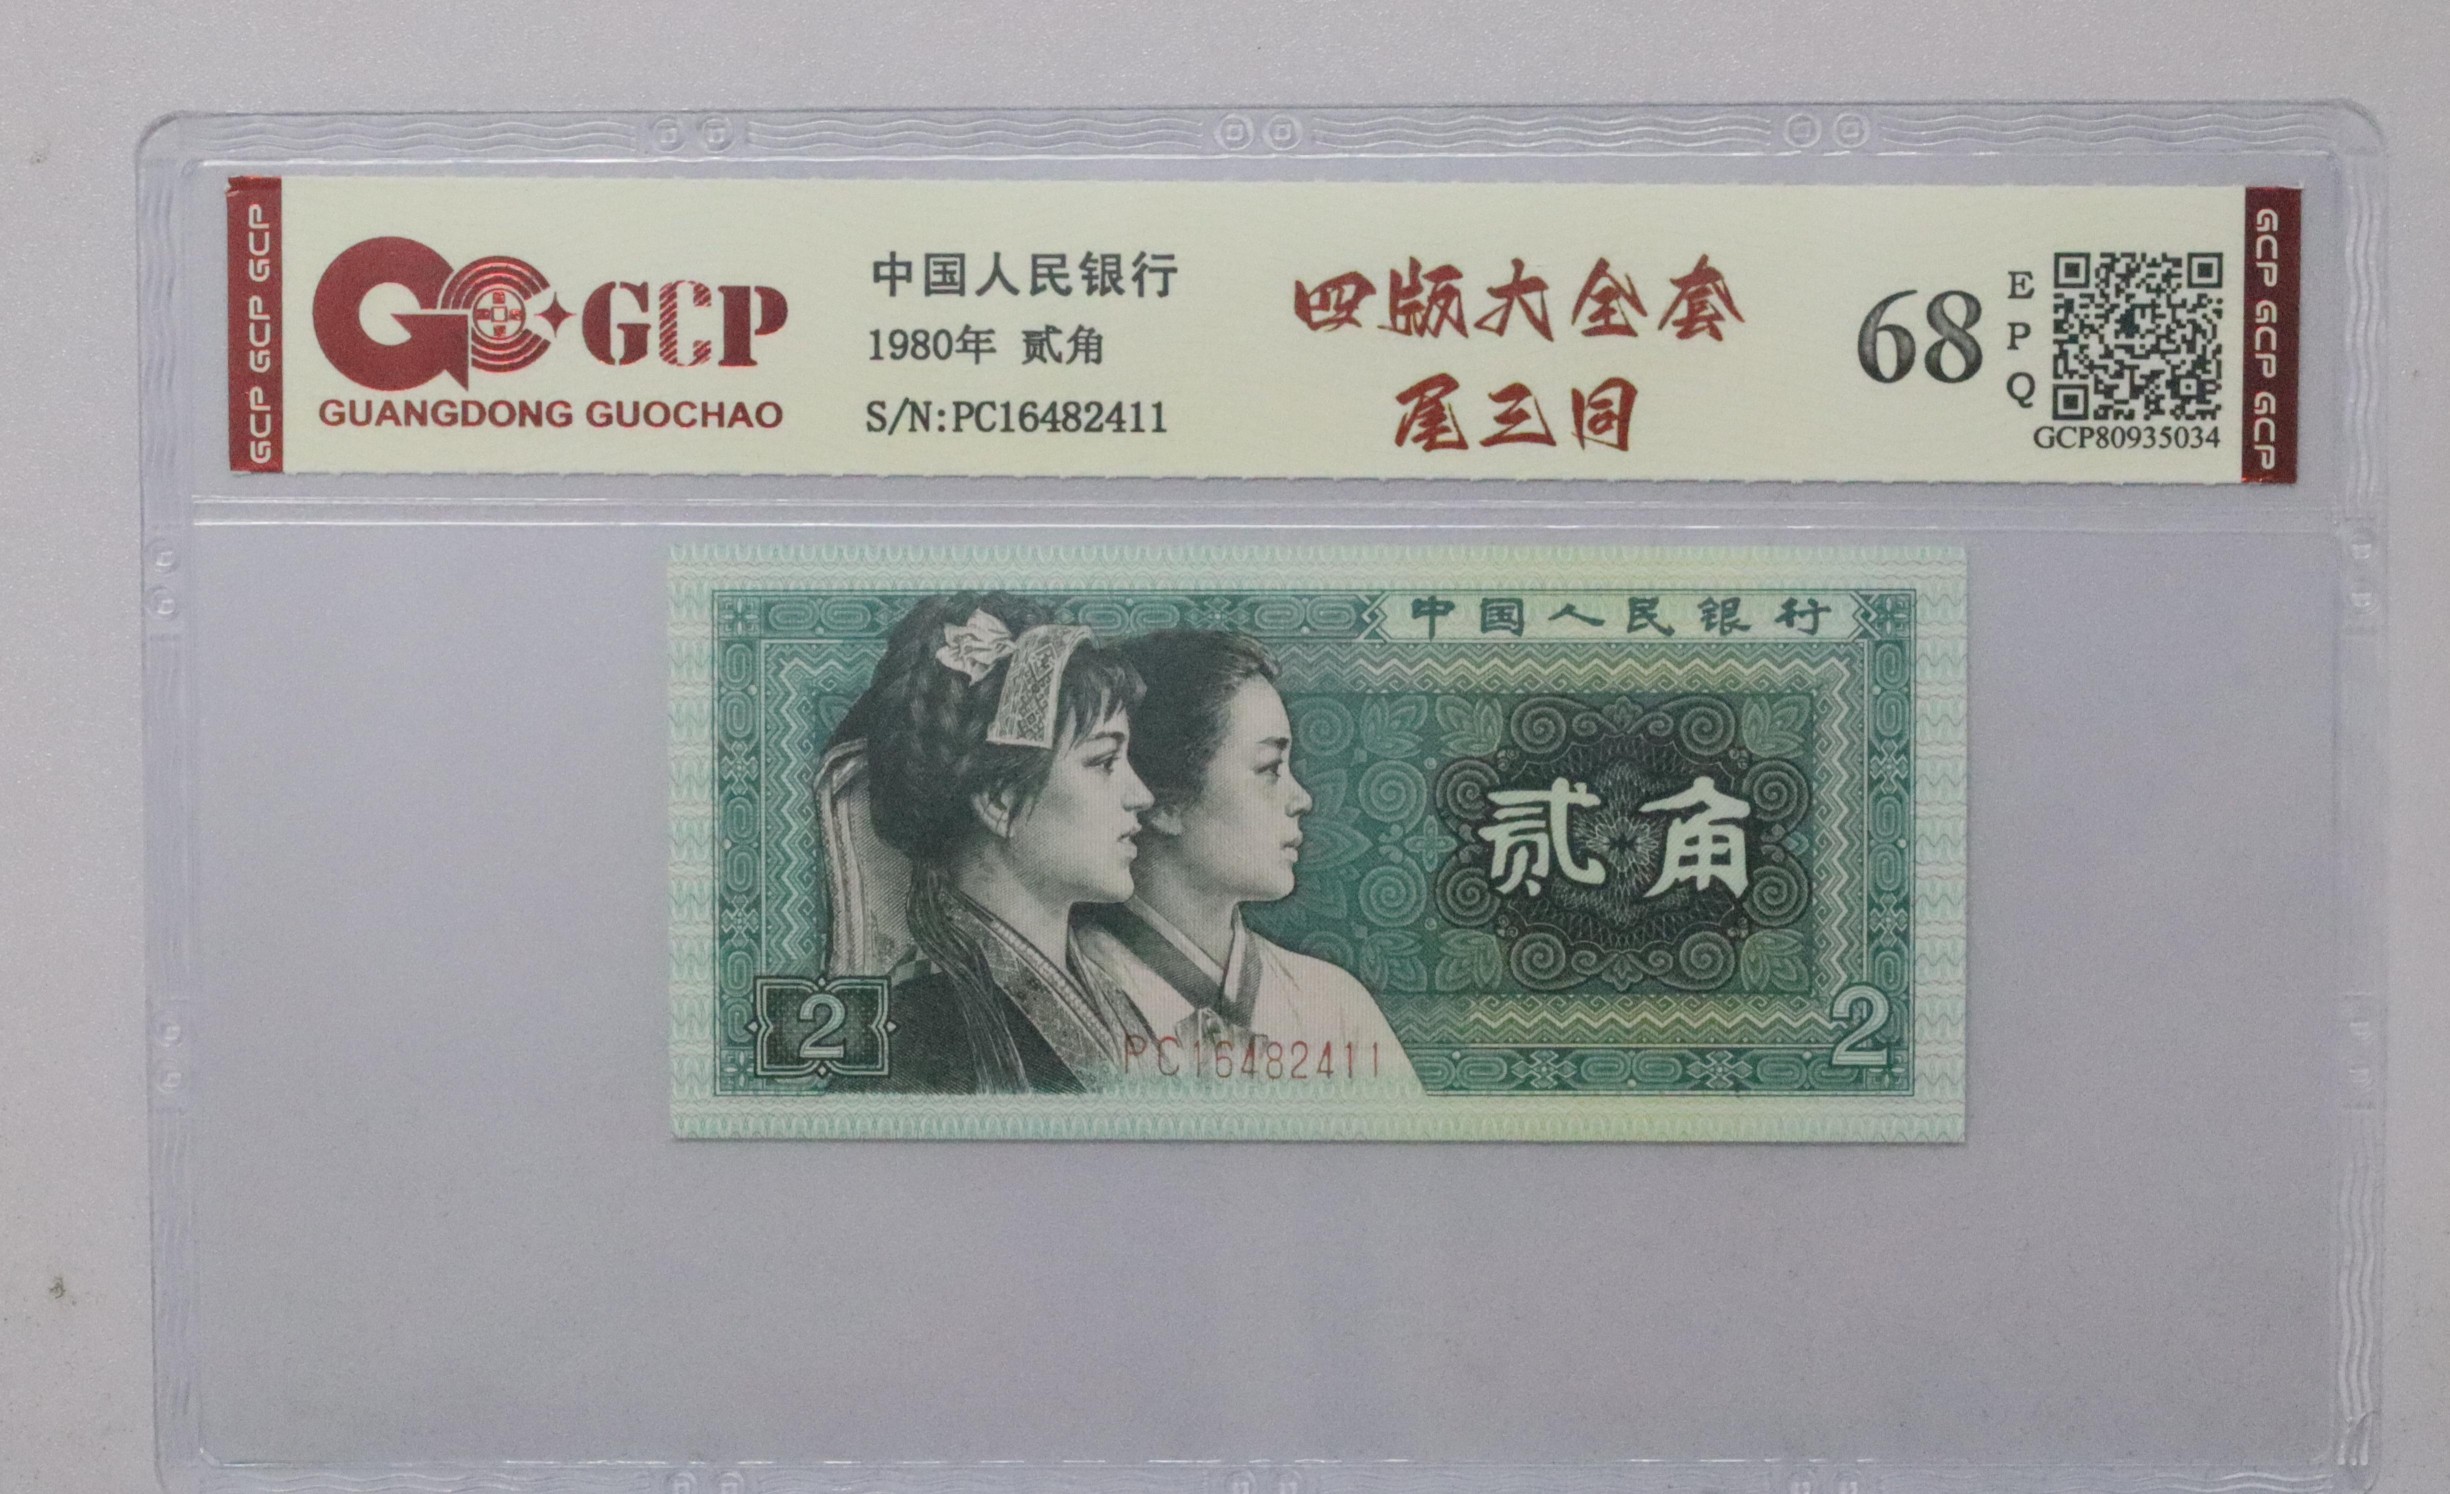 GCP GCP GCP
GCP
GUANGDONG GUOCHAO
中国人民银行
1980年 贰角
S/N:PC16482411
四版大全套
尾三同
68
EPQ
GCP80935034
GCP GCP GCP
中国人民银行
贰角
2
2
PC16482411